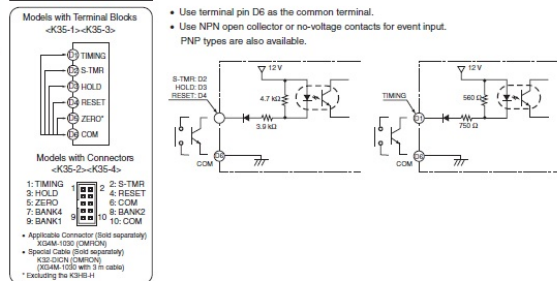 Models with Terminal Blocks
<K35-1><K35-3>
D1 TIMING
D2 S-TMR
D3 HOLD
D4 RESET
D5 ZERO*
D6 COM
Models with Connectors
<K35-2><K35-4>
1: TIMING 1 2 2: S-TMR
3: HOLD 4: RESET
5: ZERO 6: COM
7: BANK4 8: BANK2
9: BANK1 9 10 10: COM
• Applicable Connector (Sold separately)
XG4M-1030 (OMRON)
• Special Cable (Sold separately)
K32-DICN (OMRON)
(XG4M-1030 with 3 m cable)
* Excluding the K3HB-H
• Use terminal pin D6 as the common terminal.
• Use NPN open collector or no-voltage contacts for event input.
PNP types are also available.
12 V
S-TMR: D2
HOLD: D3
RESET: D4
4.7 kΩ
3.9 kΩ
COM
D6
12 V
TIMING
560 Ω
D1
750 Ω
COM
D6